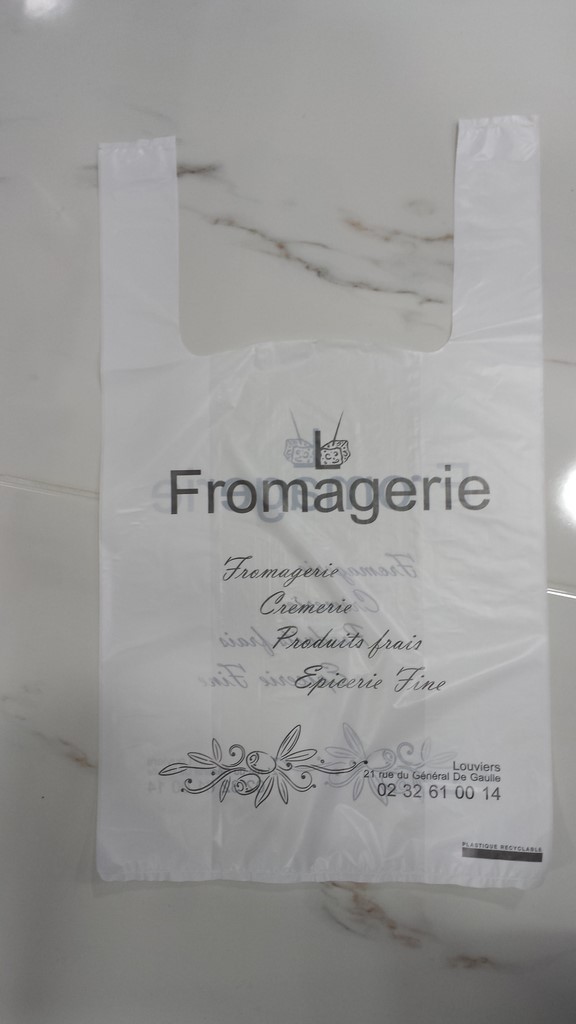 L
Fromagerie
Fromagerie
Crémerie
Produits frais
Epicerie Fine
Louviers
21 rue du Général De Gaulle
02 32 61 00 14
PLASTIQUE RECYCLABLE